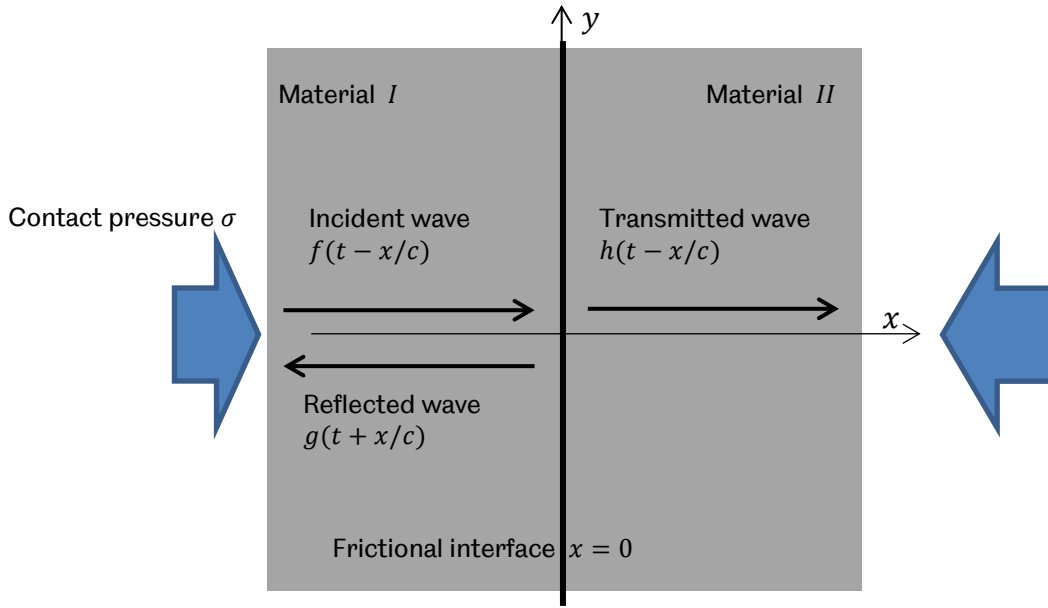 y
Material I
Material II
Contact pressure σ
Incident wave
f(t − x/c)
Transmitted wave
h(t − x/c)
x
Reflected wave
g(t + x/c)
Frictional interface x = 0